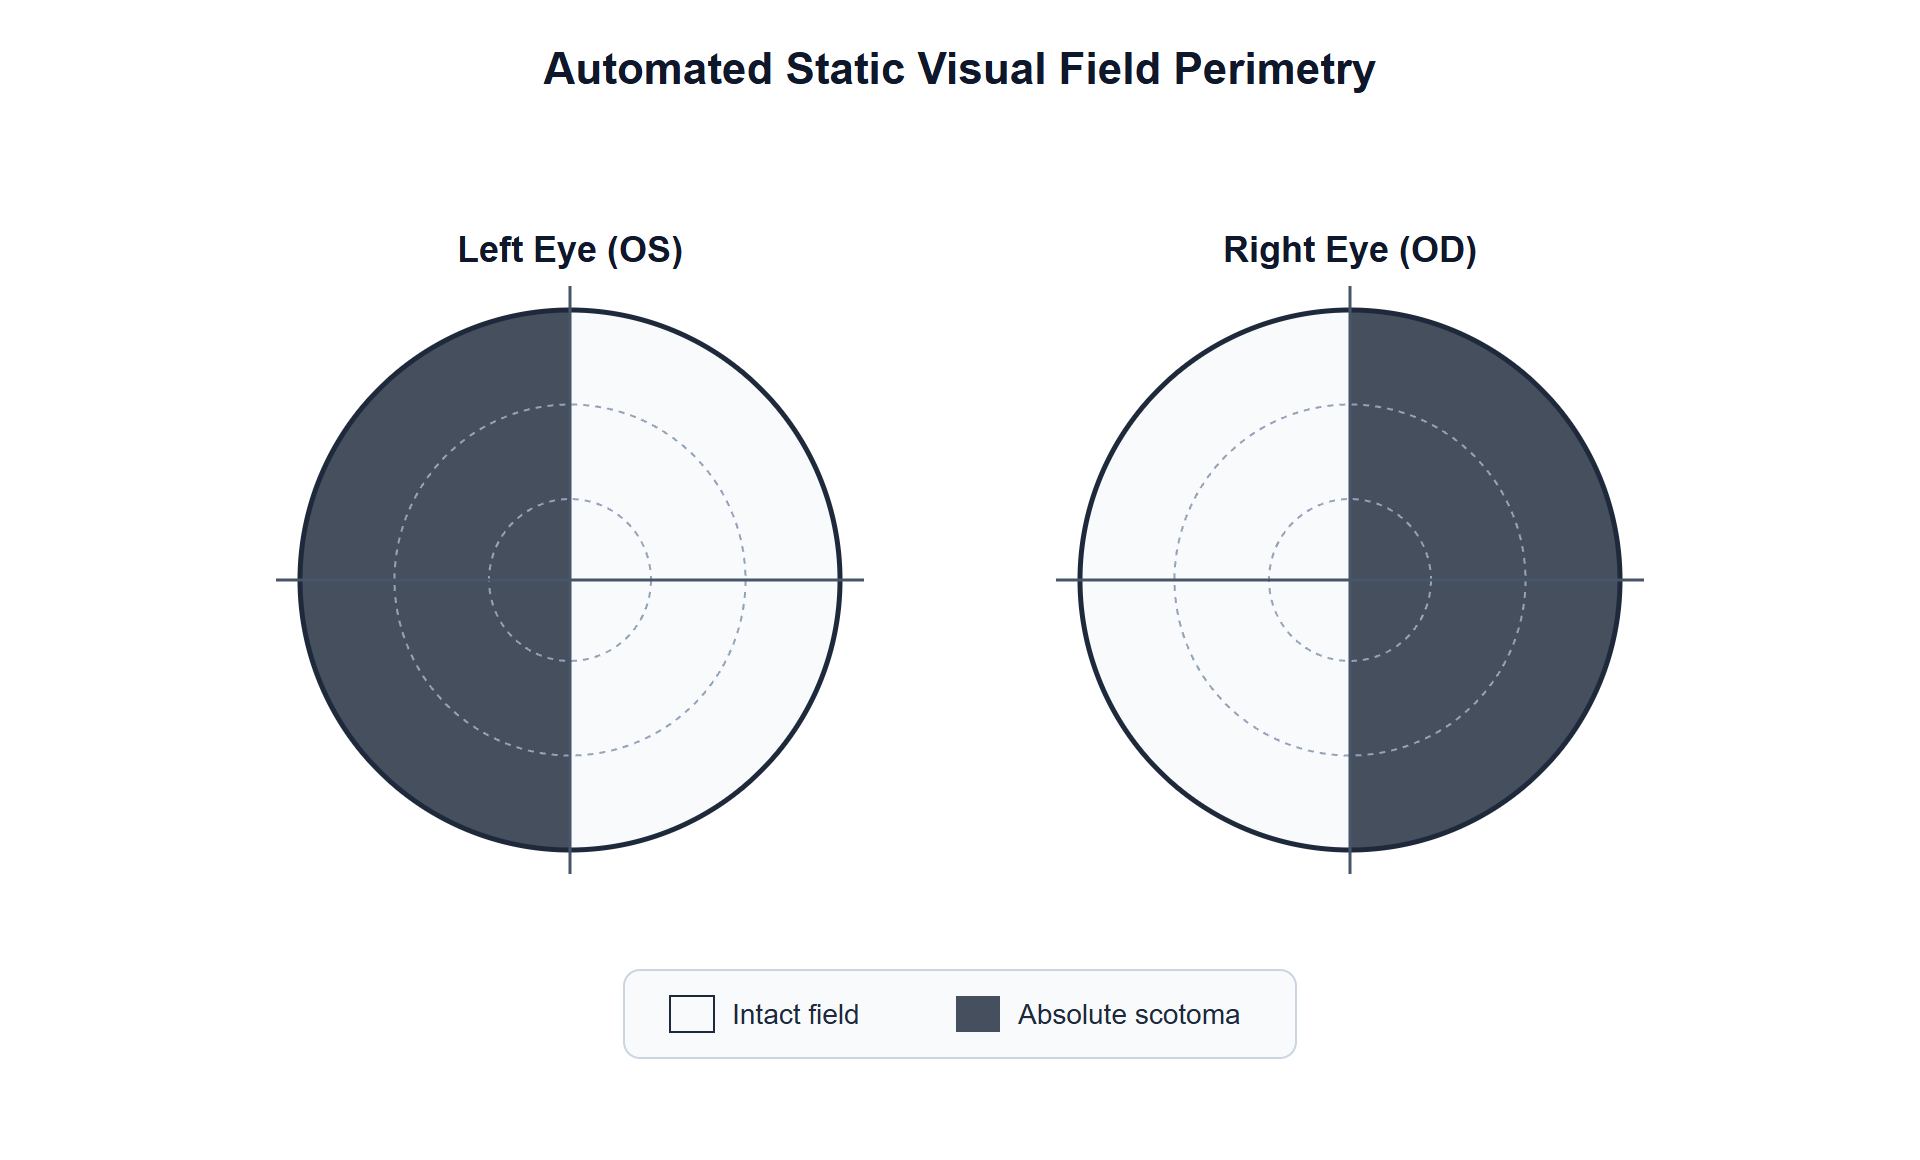 Automated Static Visual Field Perimetry
Left Eye (OS)
Right Eye (OD)
Intact field
Absolute scotoma